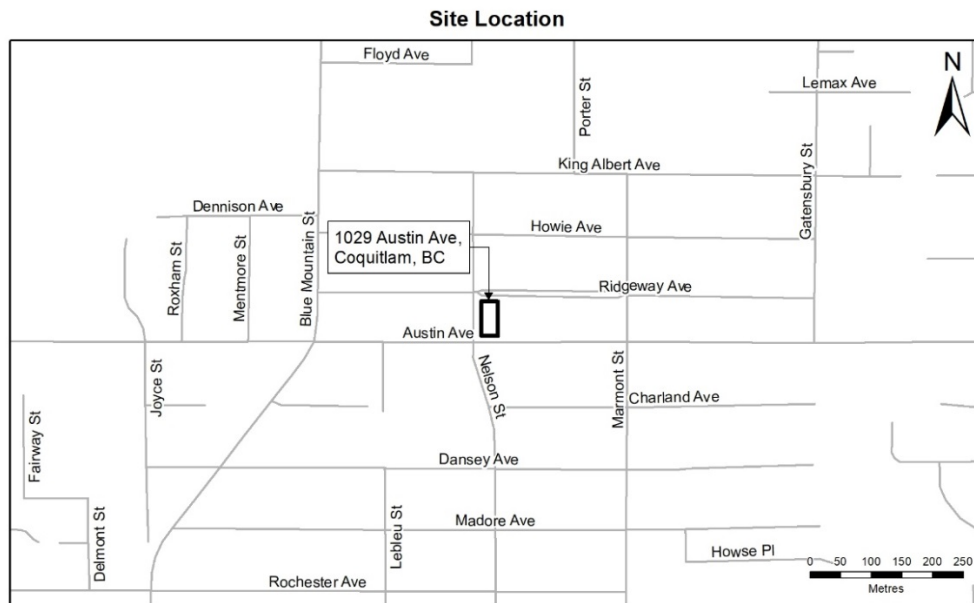 Site Location
Floyd Ave
Porter St
Lemax Ave
N
King Albert Ave
Gatensbury St
Dennison Ave
Roxham St
Mentmore St
Blue Mountain St
Howie Ave
1029 Austin Ave,
Coquitlam, BC
Ridgeway Ave
Austin Ave
Joyce St
Nelson St
Marmont St
Charland Ave
Fairway St
Dansey Ave
Delmont St
Lebleu St
Madore Ave
Howse Pl
Rochester Ave
0 50 100 150 200 250
Metres